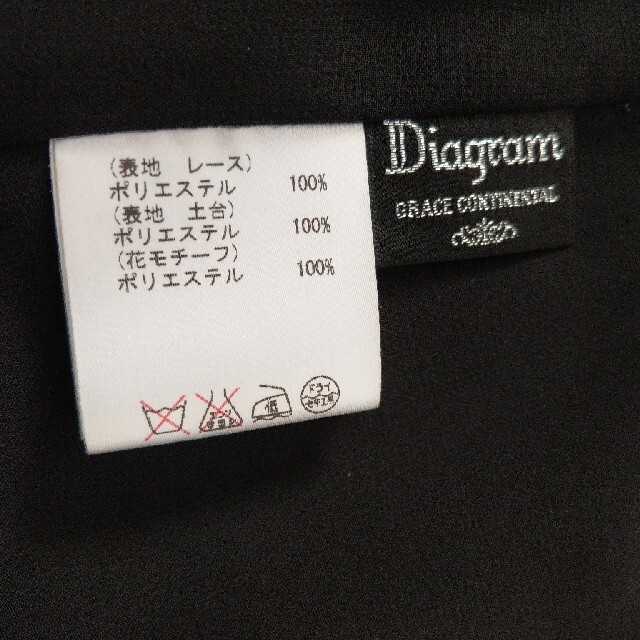 (表地　レース)
ポリエステル　100%
(表地　土台)
ポリエステル　100%
(花モチーフ)
ポリエステル　100%
低
ドライ
Diagram
GRACE CONTINENTAL